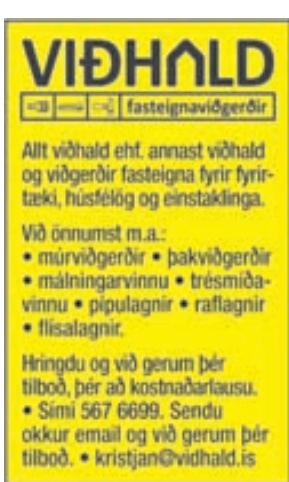 VIÐHALD
fasteignaviðgerðir
Allt viðhald ehf. annast viðhald
og viðgerðir fasteigna fyrir fyrir-
tæki, húsfélög og einstaklinga.
Við önnumst m.a.:
• múrviðgerðir • þakviðgerðir
• málningarvinnu • trésmíða-
vinnu • pípulagnir • raflagnir
• flísalagnir.
Hringdu og við gerum þér
tilboð, þér að kostnaðarlausu.
• Sími 567 6699. Sendu
okkur email og við gerum þér
tilboð. • kristjan@vidhald.is